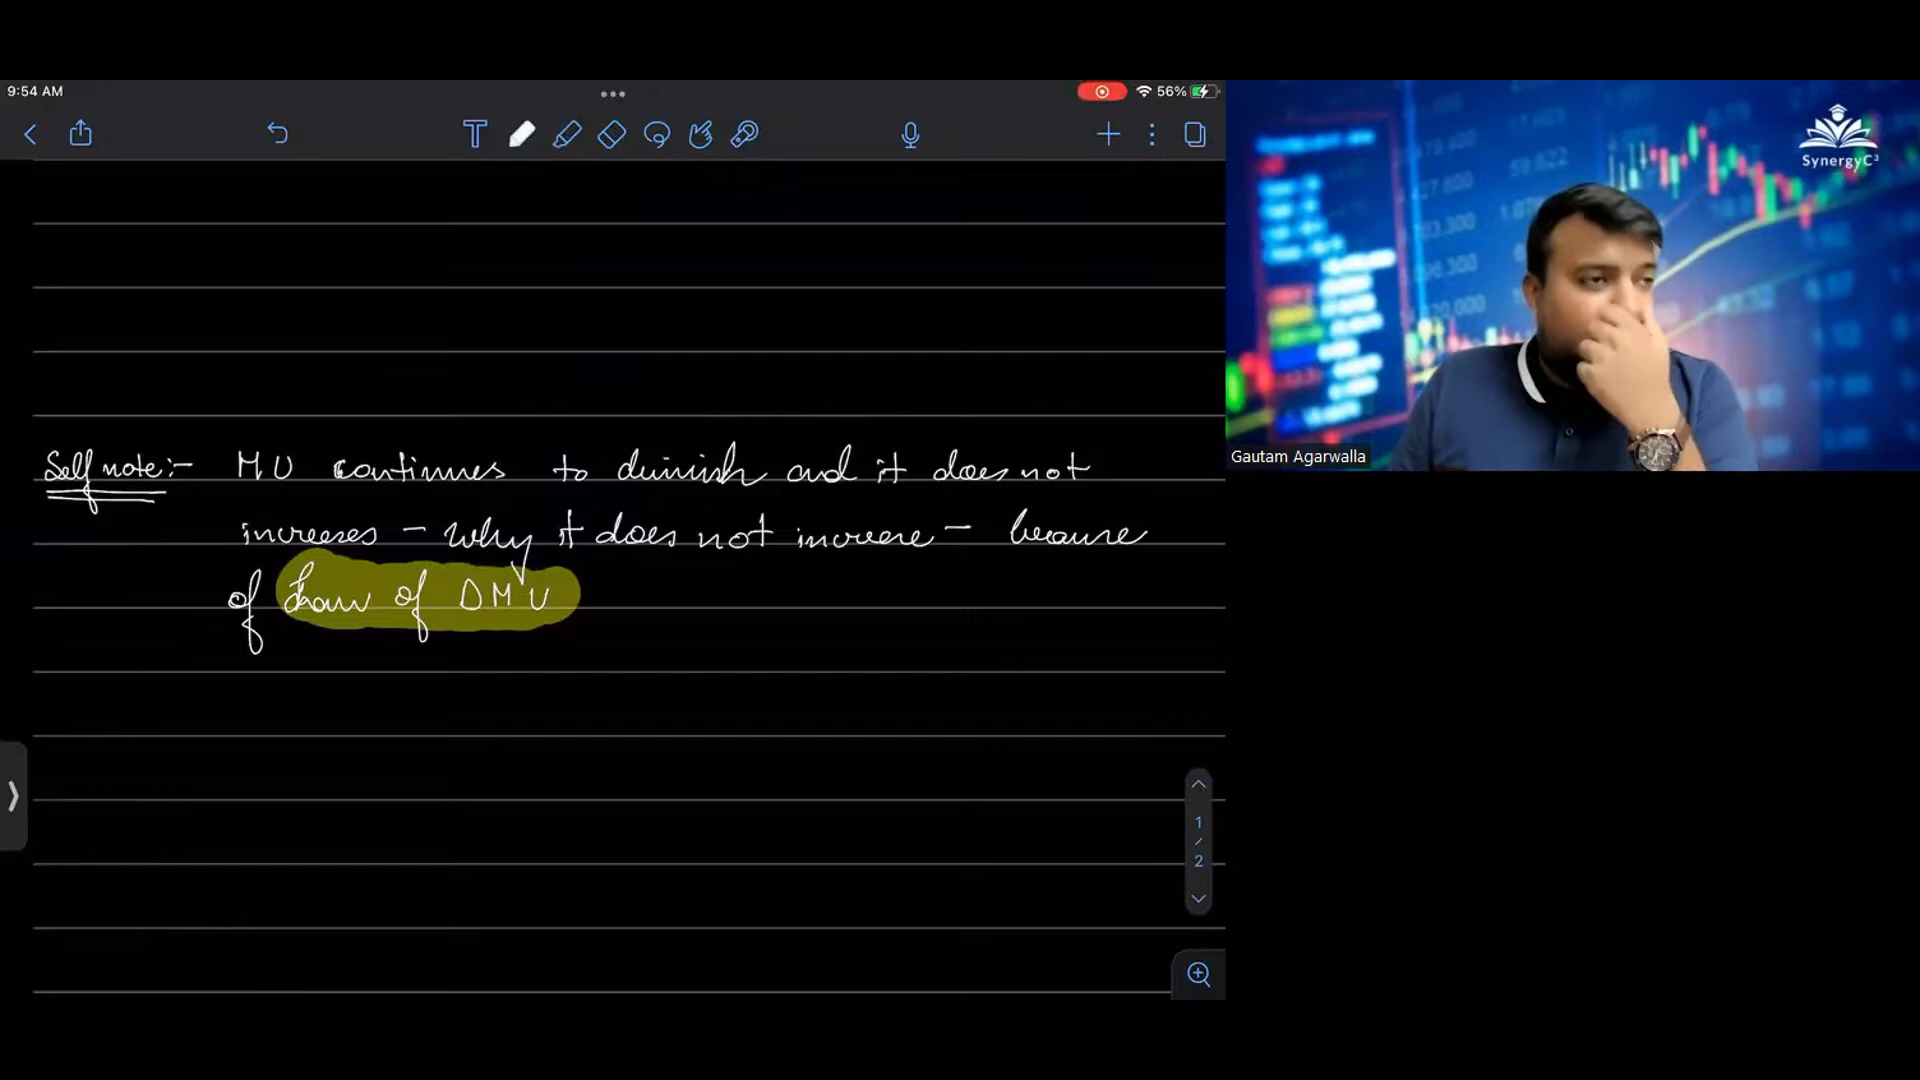 9:54 AM
56%
SynergyC³
Self note:- MU continues to diminish and it does not
increases - why it does not increase - because
of Law of DMU
Gautam Agarwalla
1
/
2